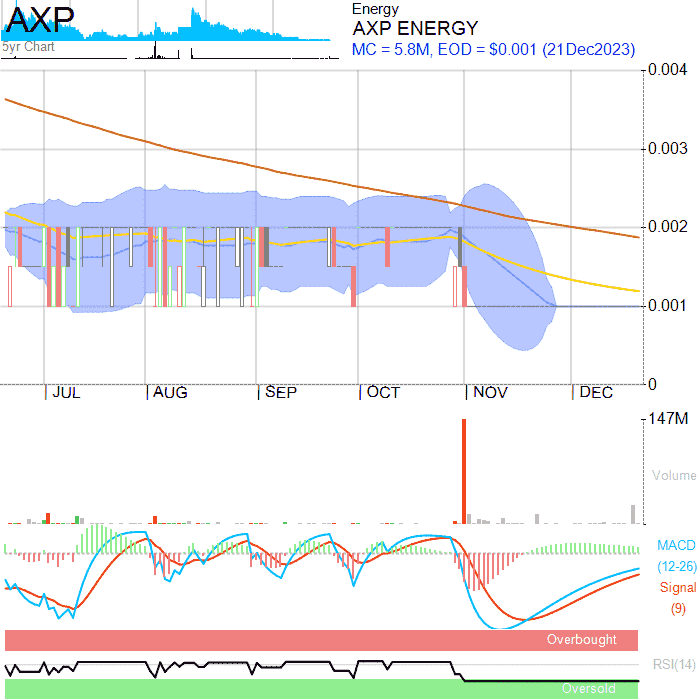 AXP
5yr Chart
Energy
AXP ENERGY
MC = 5.8M, EOD = $0.001 (21Dec2023)
0.004
0.003
0.002
0.001
0
JUL AUG SEP OCT NOV DEC
147M
Volume
MACD
(12-26)
Signal
(9)
Overbought
RSI(14)
Oversold